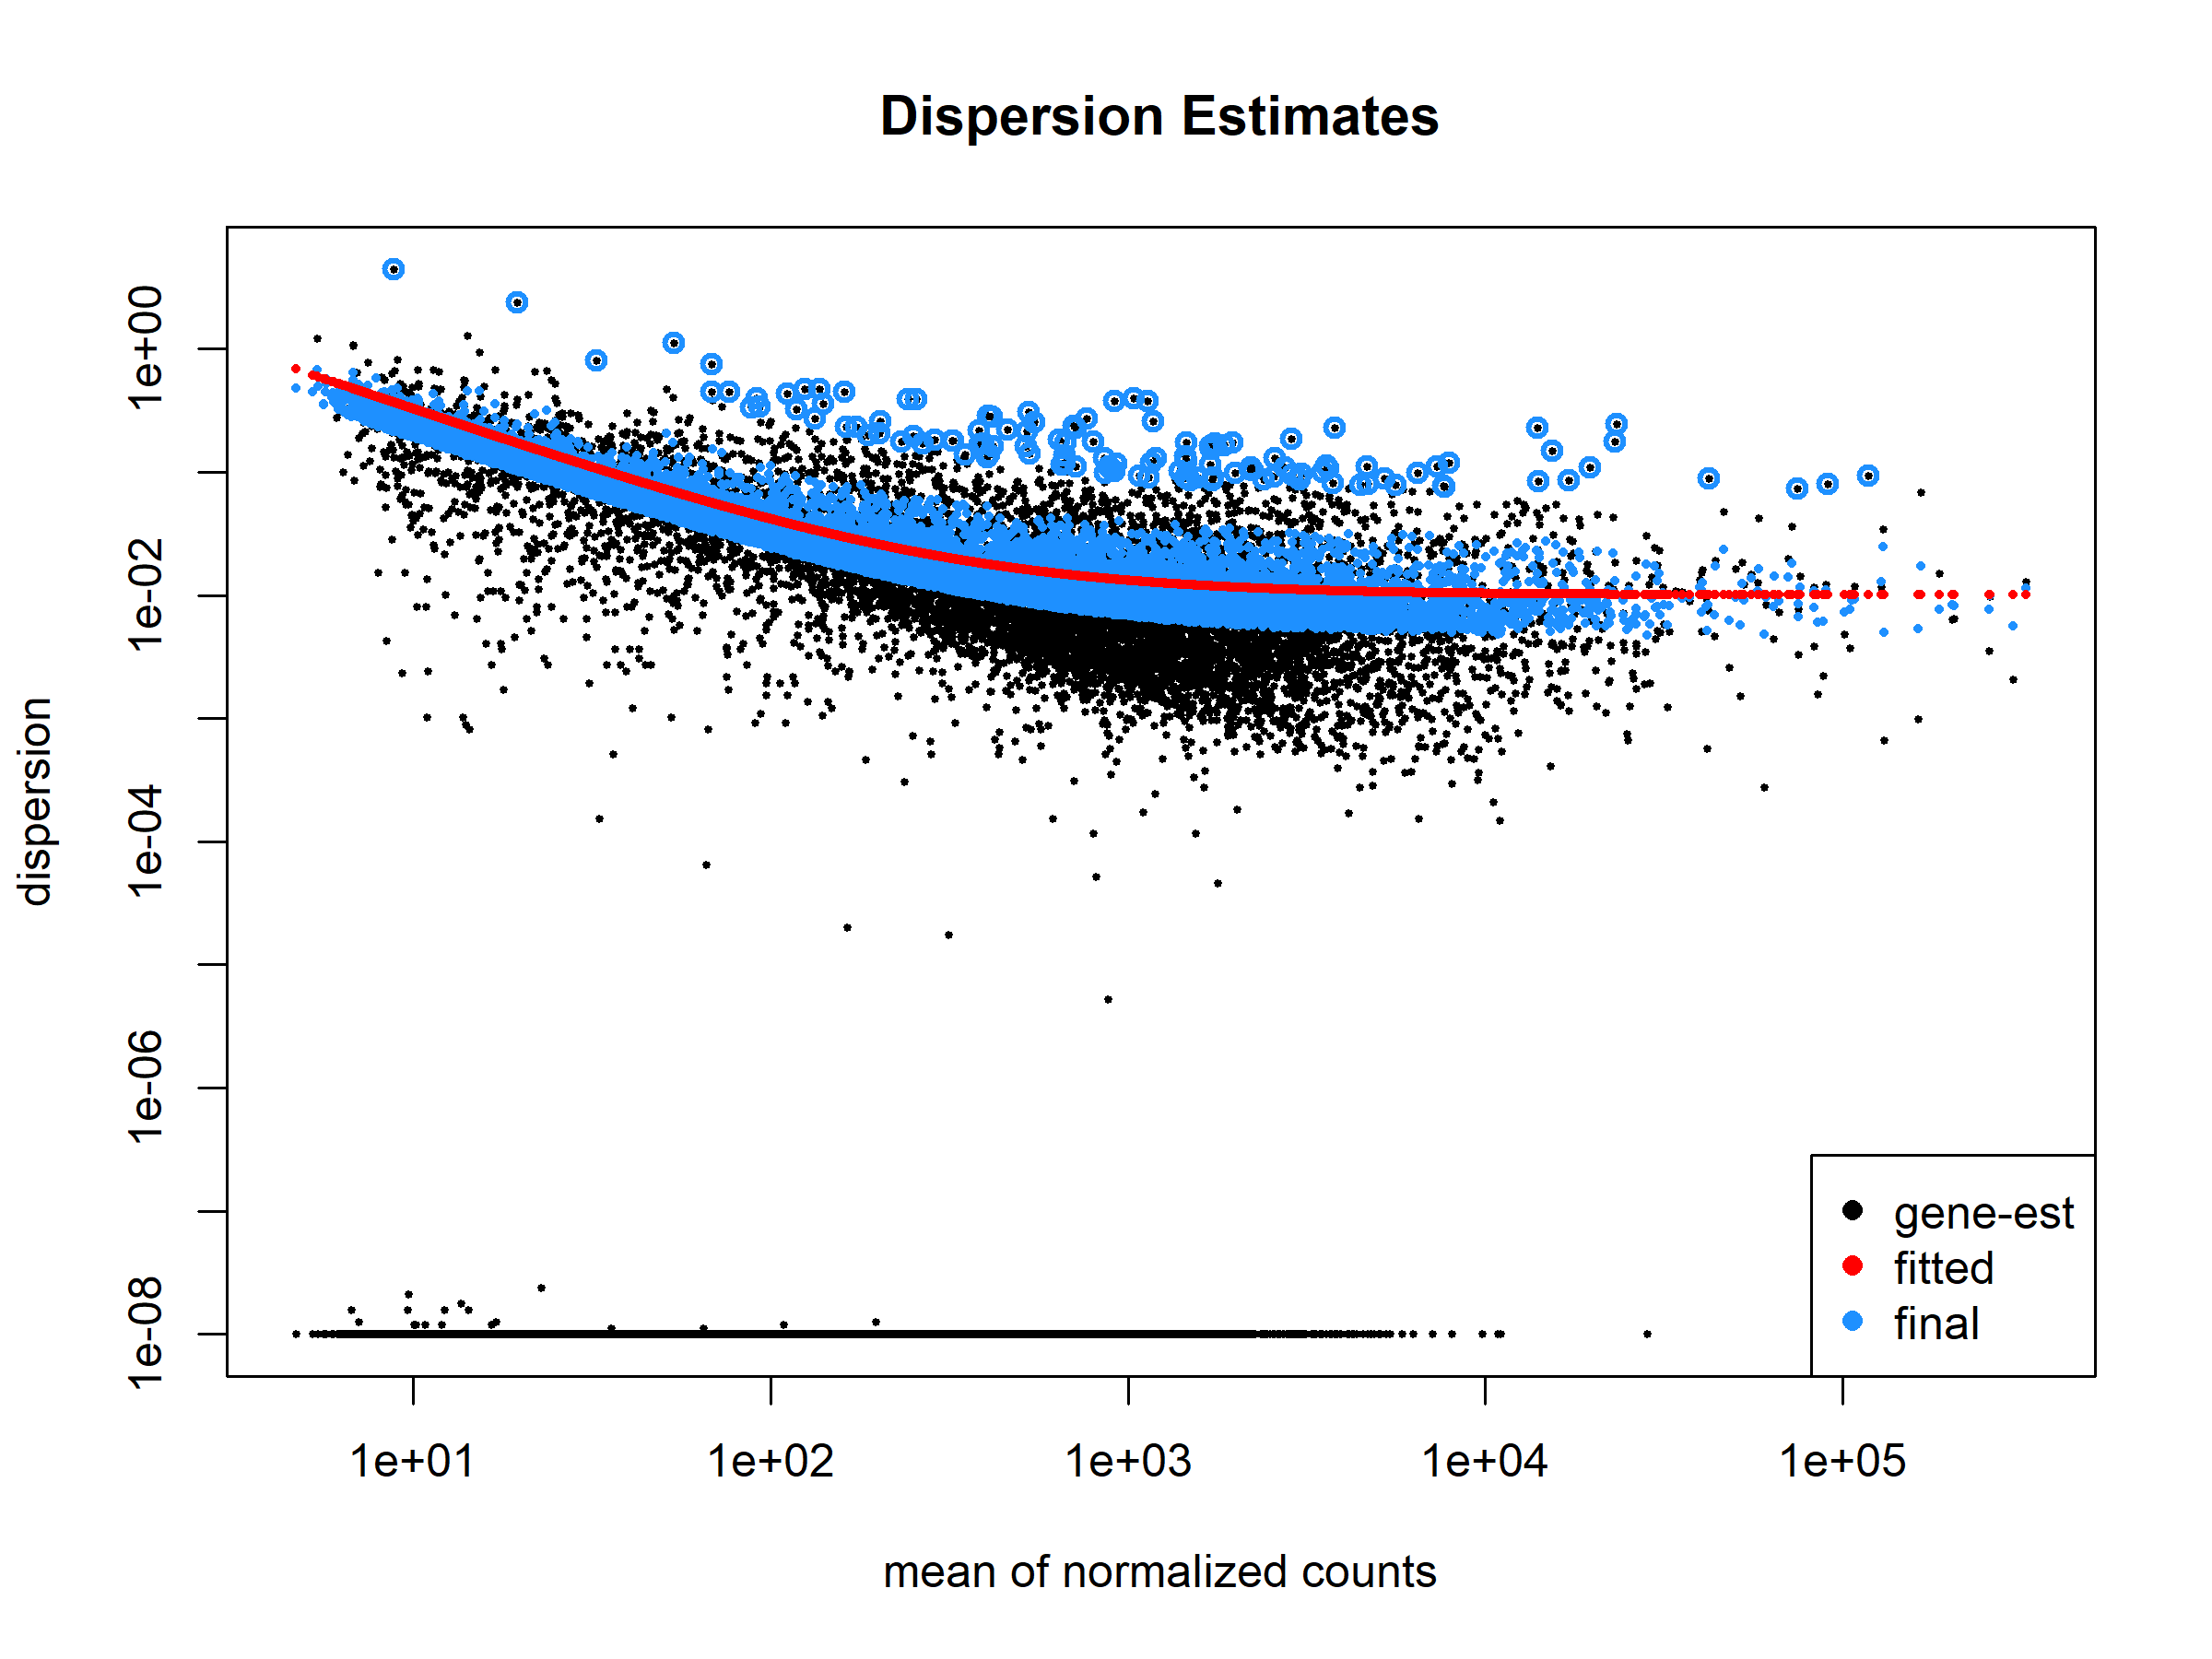 Dispersion Estimates
dispersion
1e+00
1e-02
1e-04
1e-06
1e-08
gene-est
fitted
final
1e+01 1e+02 1e+03 1e+04 1e+05
mean of normalized counts